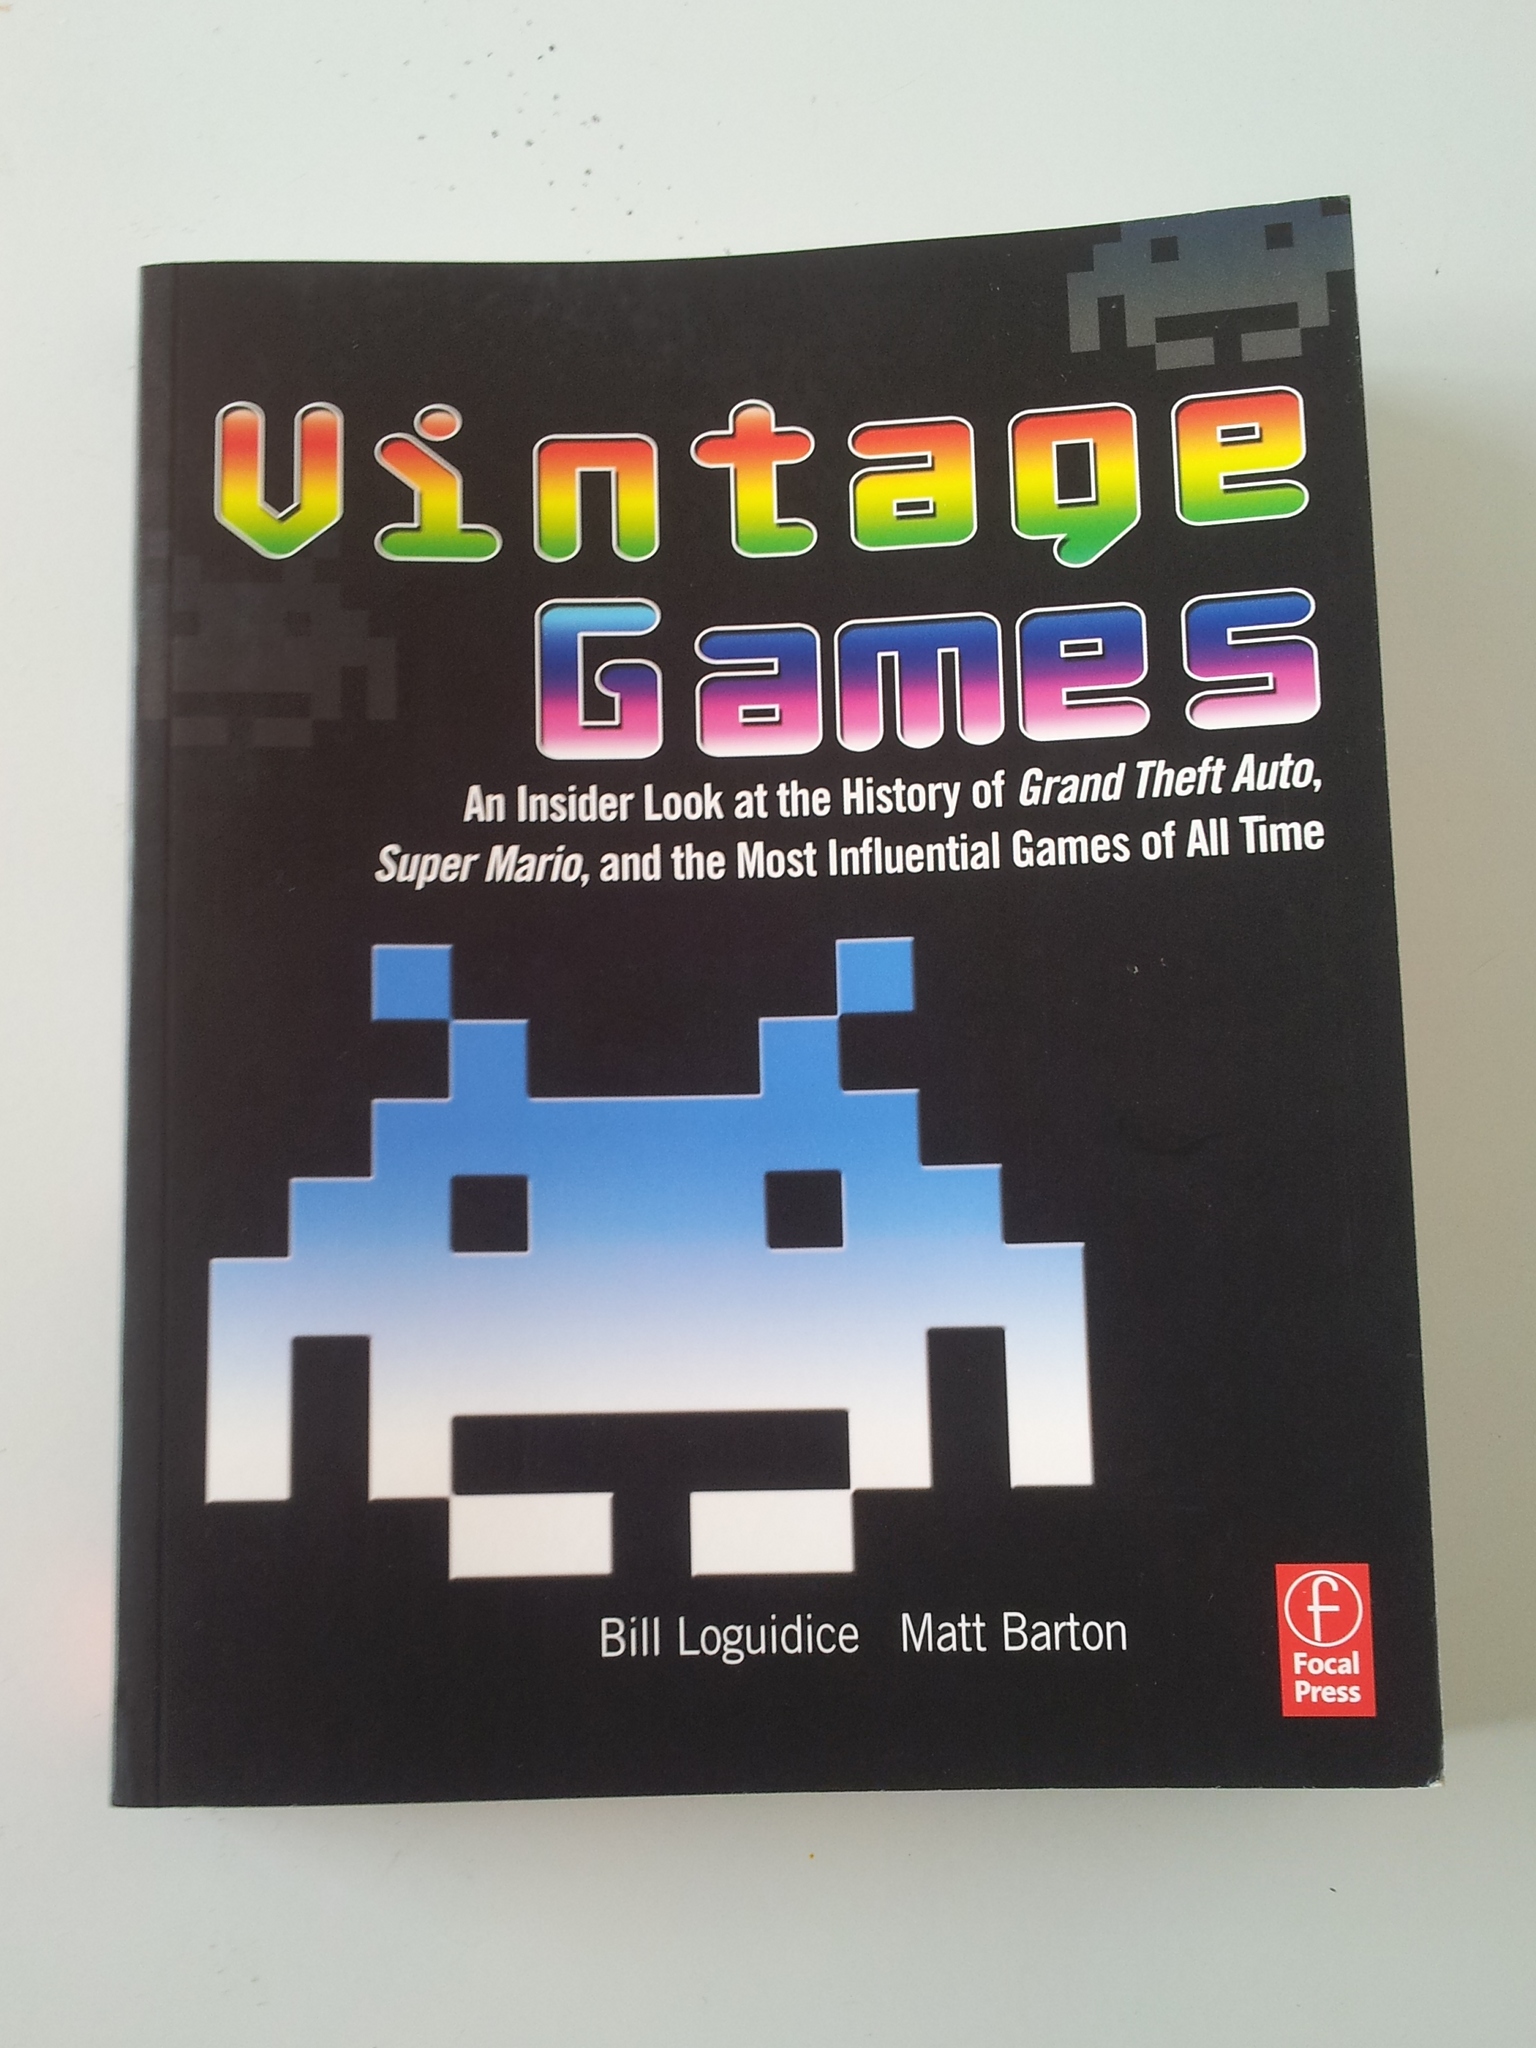 Vintage
Games
An Insider Look at the History of Grand Theft Auto,
Super Mario, and the Most Influential Games of All Time
Bill Loguidice Matt Barton
f
Focal
Press